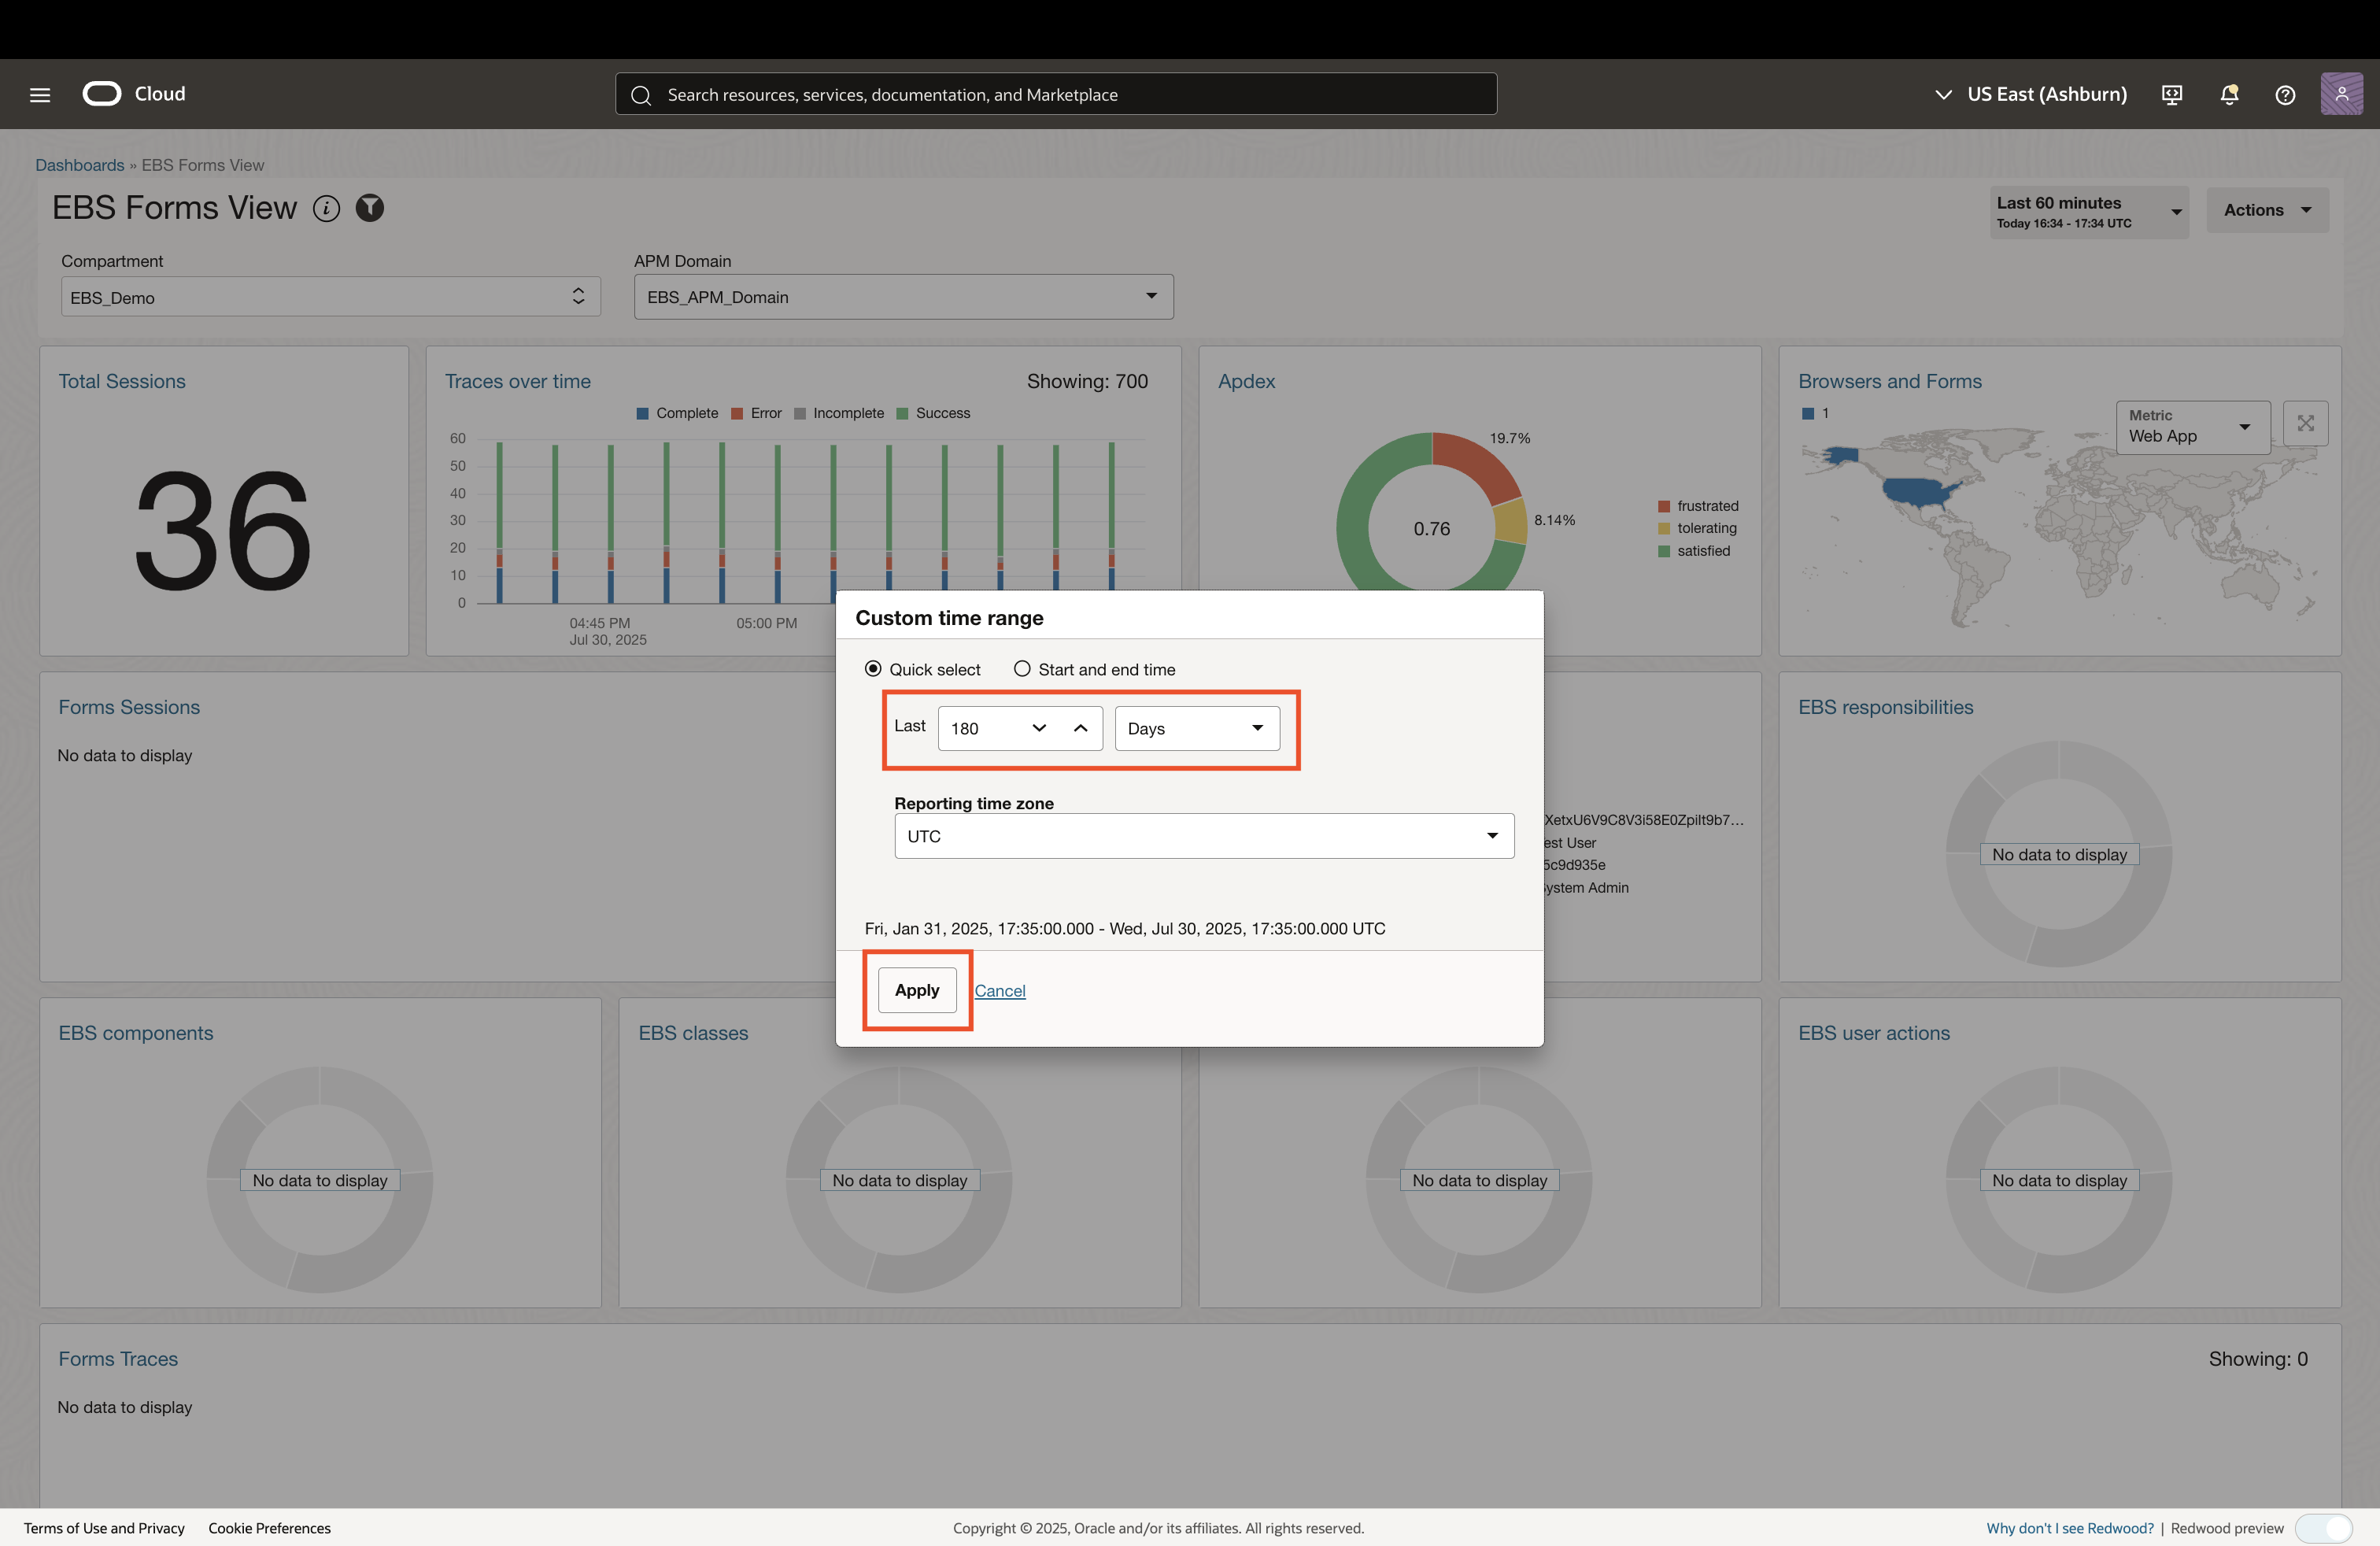 Cloud
Search resources, services, documentation, and Marketplace
US East (Ashburn)
Dashboards » EBS Forms View
EBS Forms View
Last 60 minutes
Today 16:34 - 17:34 UTC
Actions
Compartment
EBS_Demo
APM Domain
EBS_APM_Domain
Total Sessions
36
Traces over time
Showing: 700
Complete Error Incomplete Success
60
50
40
30
20
10
0
04:45 PM
Jul 30, 2025
05:00 PM
Apdex
19.7%
8.14%
0.76
frustrated
tolerating
satisfied
Browsers and Forms
1
Metric
Web App
Custom time range
Quick select
Start and end time
Last
180
Days
Reporting time zone
UTC
Fri, Jan 31, 2025, 17:35:00.000 - Wed, Jul 30, 2025, 17:35:00.000 UTC
Apply
Cancel
Forms Sessions
No data to display
est User
5c9d935e
ystem Admin
EBS responsibilities
No data to display
EBS components
No data to display
EBS classes
No data to display
No data to display
EBS user actions
No data to display
Forms Traces
Showing: 0
No data to display
Terms of Use and Privacy
Cookie Preferences
Copyright © 2025, Oracle and/or its affiliates. All rights reserved.
Why don't I see Redwood? | Redwood preview